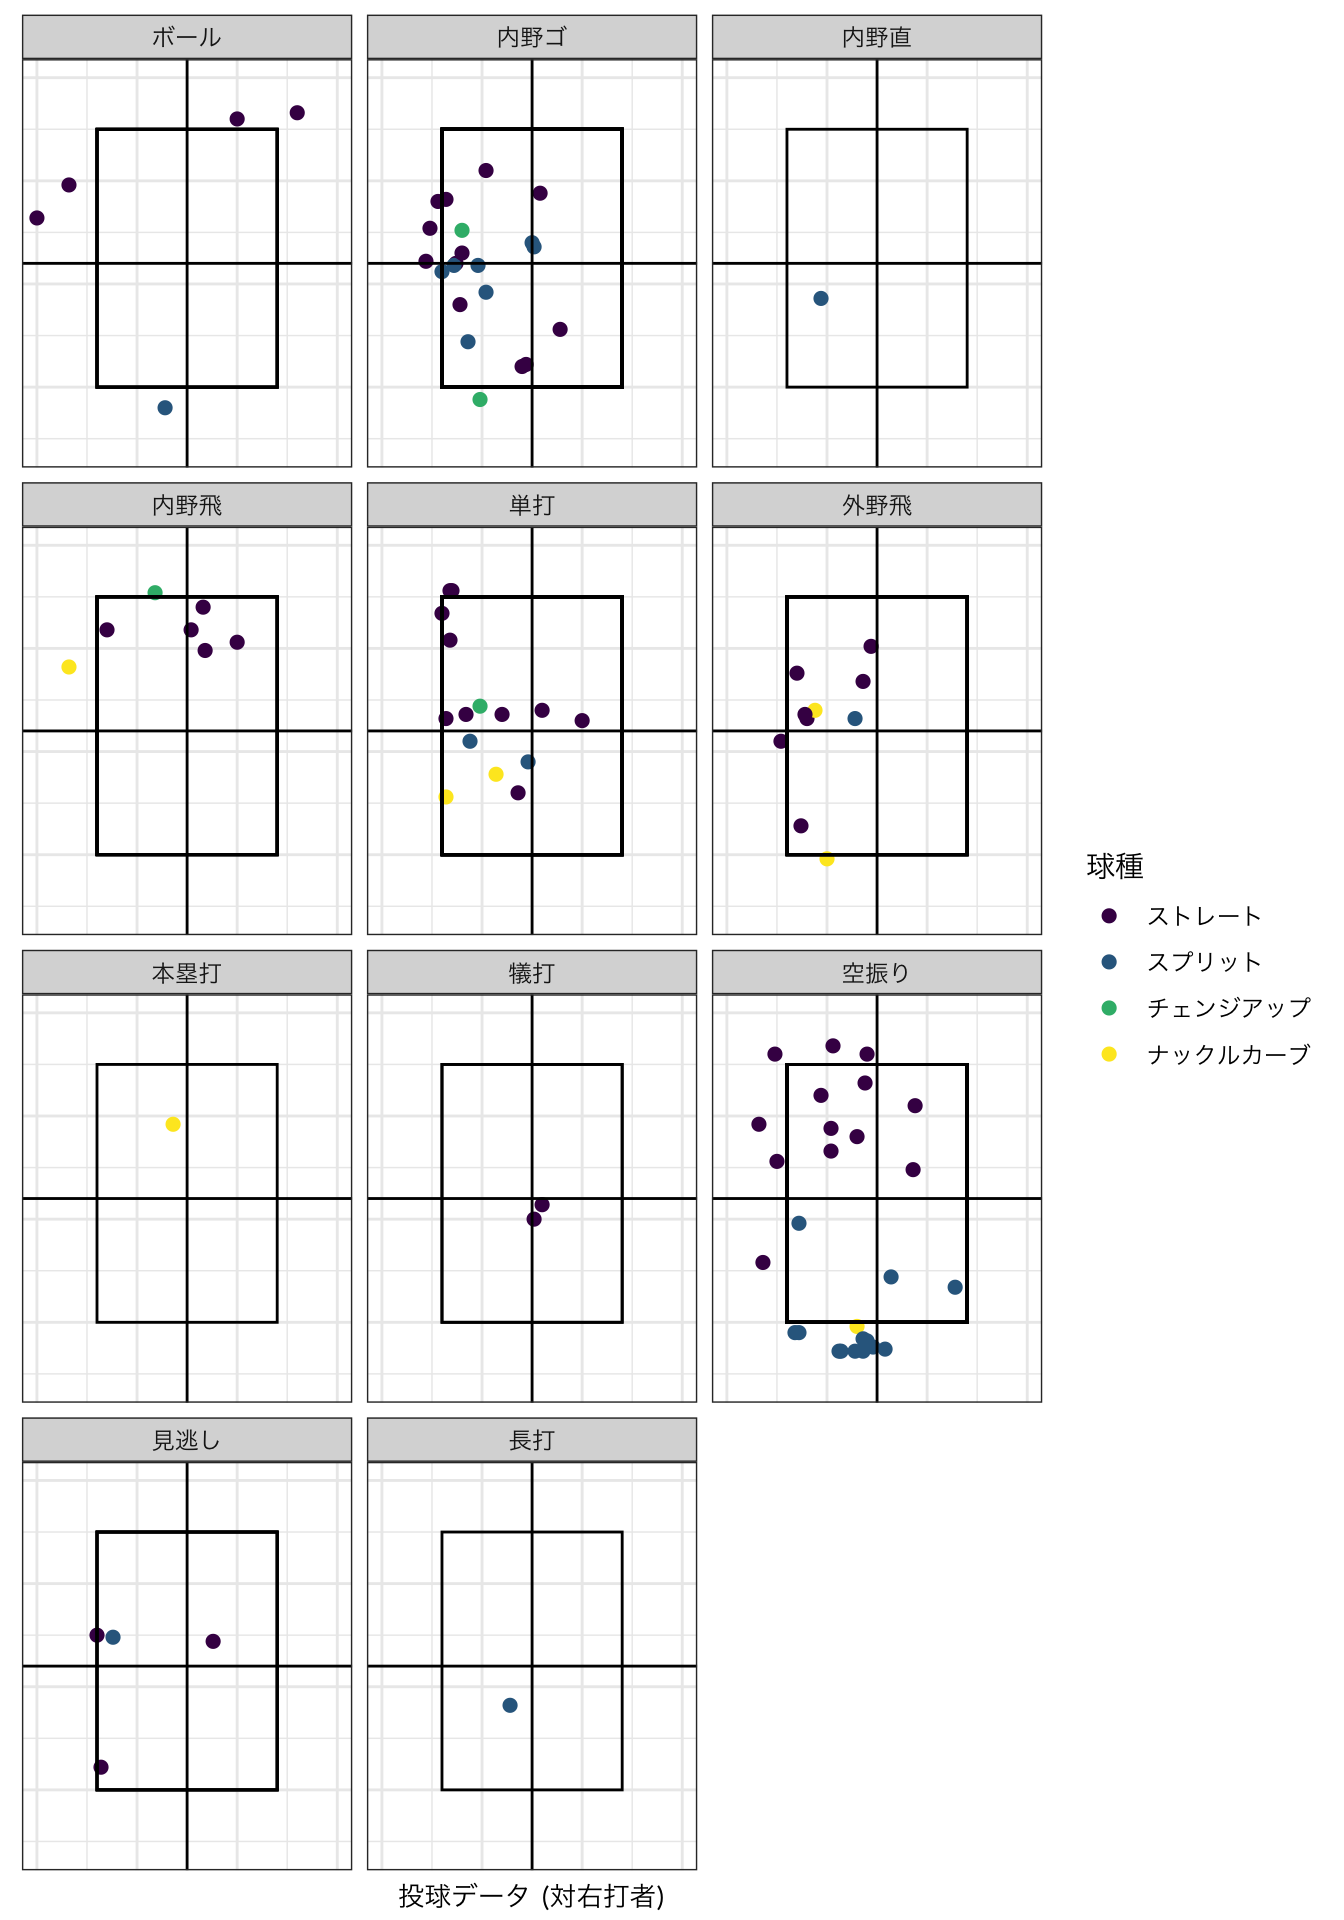 ボール
内野ゴ
内野直
内野飛
単打
外野飛
本塁打
犠打
空振り
見逃し
長打
球種
ストレート
スプリット
チェンジアップ
ナックルカーブ
投球データ (対右打者)